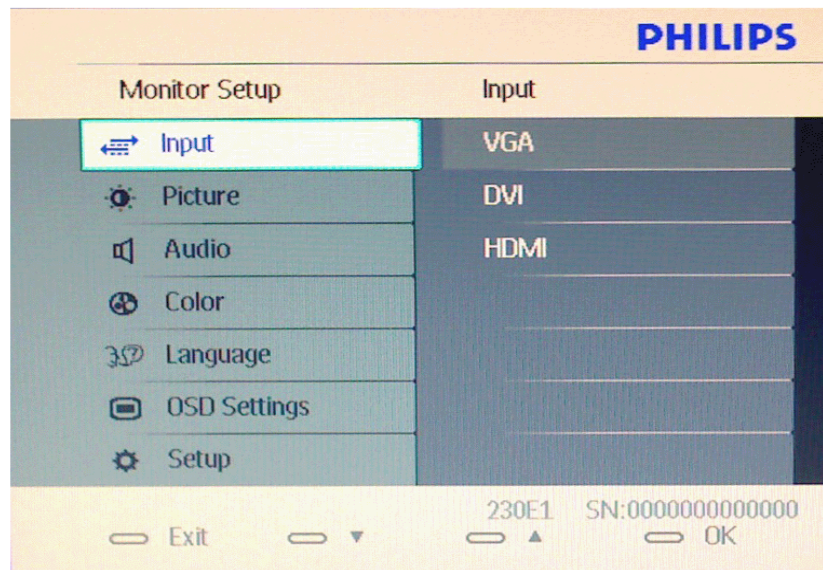 PHILIPS
Monitor Setup
Input
Input
VGA
Picture
DVI
Audio
HDMI
Color
Language
OSD Settings
Setup
230E1 SN:0000000000000
Exit ▼ ▲ OK